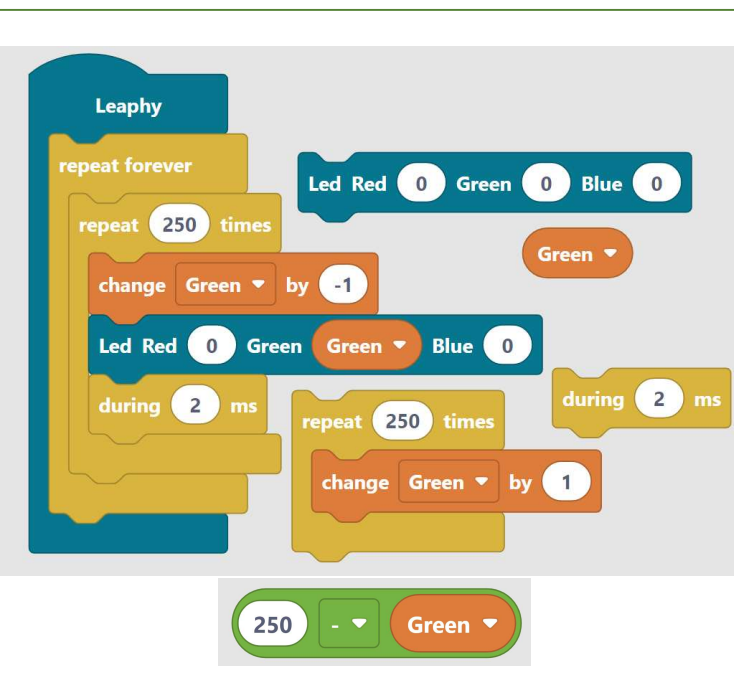 Leaphy
repeat forever
Led Red 0 Green 0 Blue 0
repeat 250 times
Green
change Green by -1
Led Red 0 Green Green Blue 0
during 2 ms
during 2 ms
repeat 250 times
change Green by 1
250 - Green